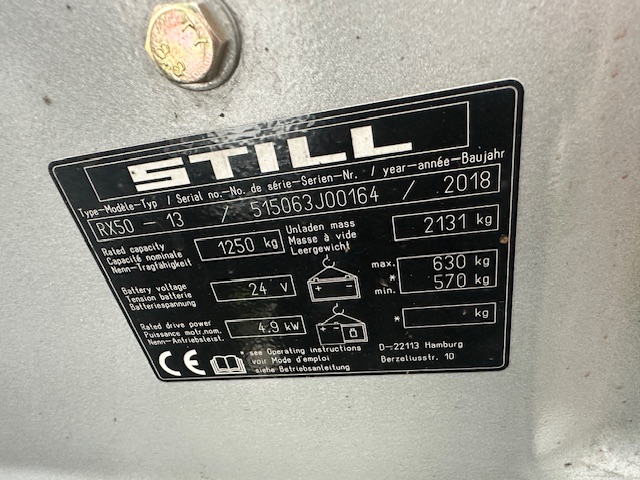 STILL
Type-Modèle-Typ / Serial no.-No. de série-Serien-Nr. / year-année-Baujahr
RX50 - 13 / 515063J00164 / 2018
Rated capacity
Capacité nominale
Nenn-Tragfähigkeit
1250 kg
Unladen mass
Masse à vide
Leergewicht
2131 kg
Battery voltage
Tension batterie
Batteriespannung
24 V
max.
*
min.
630 kg
570 kg
Rated drive power
Puissance motr.nom.
Nenn-Antriebsleist.
4.9 kW
* kg
CE
* see Operating instructions
voir Mode d'emploi
siehe Betriebsanleitung
D-22113 Hamburg
Berzeliusstr. 10